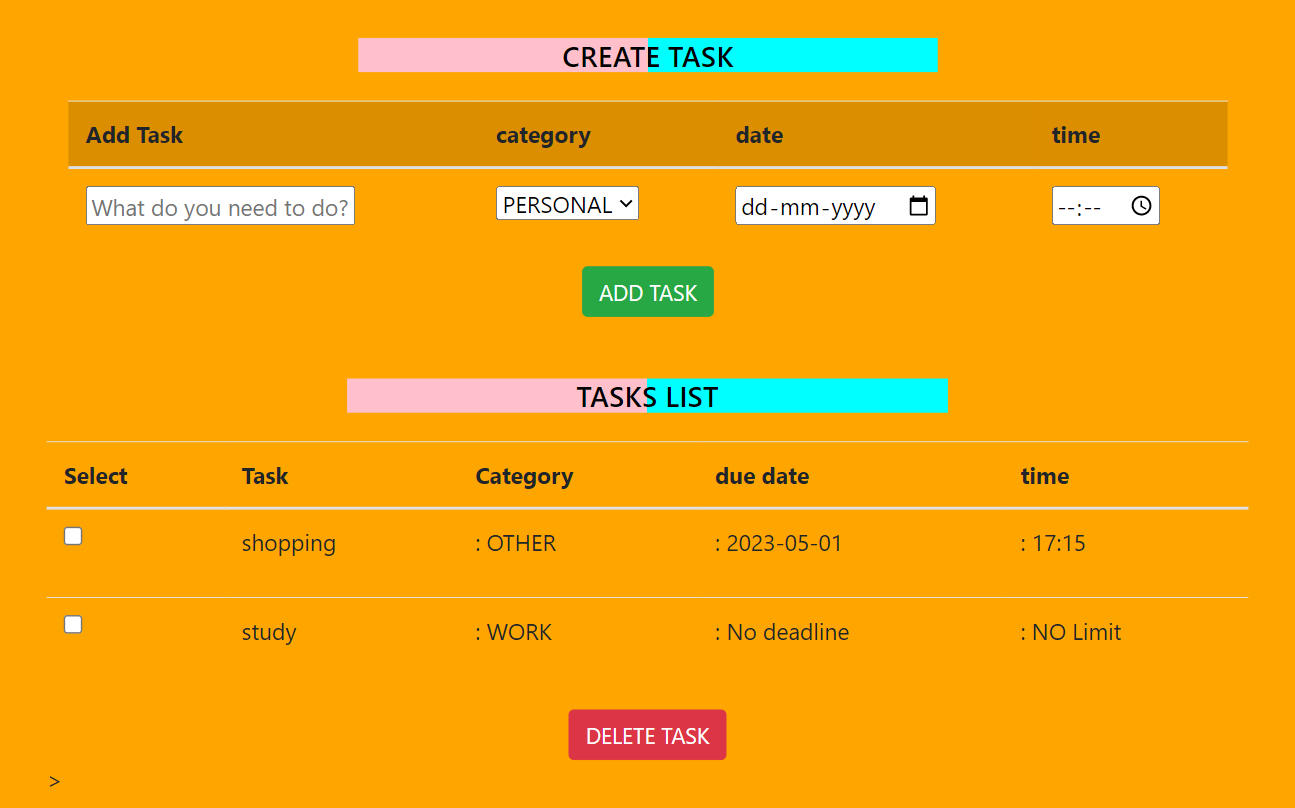 CREATE TASK
Add Task category date time
What do you need to do? PERSONAL dd-mm-yyyy --:--
ADD TASK
TASKS LIST
Select Task Category due date time
shopping : OTHER : 2023-05-01 : 17:15
study : WORK : No deadline : NO Limit
DELETE TASK
>